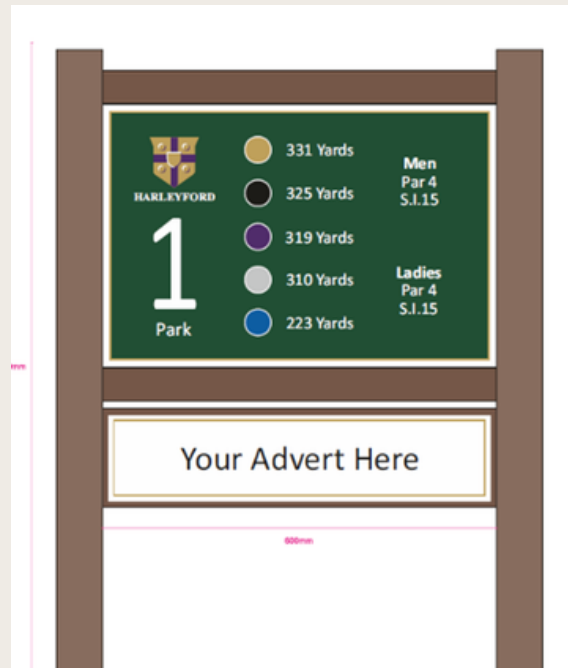 HARLEYFORD
1
Park
331 Yards
325 Yards
319 Yards
310 Yards
223 Yards
Men
Par 4
S.I.15
Ladies
Par 4
S.I.15
Your Advert Here
600mm